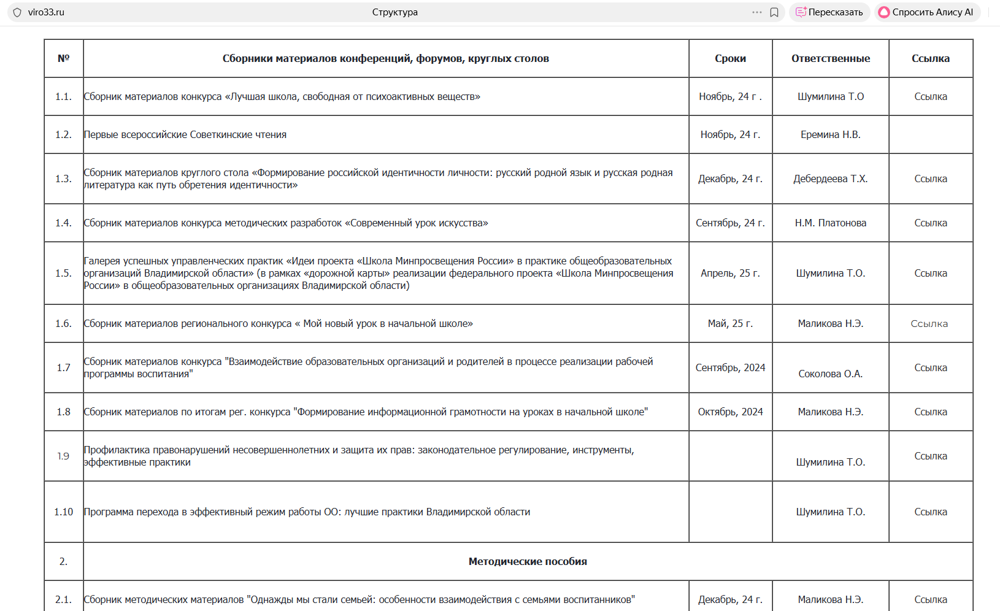 viro33.ru
Структура
Пересказать
Спросить Алису AI
№
Сборники материалов конференций, форумов, круглых столов
Сроки
Ответственные
Ссылка
1.1.
Сборник материалов конкурса «Лучшая школа, свободная от психоактивных веществ»
Ноябрь, 24 г .
Шумилина Т.О
Ссылка
1.2.
Первые всероссийские Советкинские чтения
Ноябрь, 24 г.
Еремина Н.В.
1.3.
Сборник материалов круглого стола «Формирование российской идентичности личности: русский родной язык и русская родная
литература как путь обретения идентичности»
Декабрь, 24 г.
Дебердеева Т.Х.
Ссылка
1.4.
Сборник материалов конкурса методических разработок «Современный урок искусства»
Сентябрь, 24 г.
Н.М. Платонова
Ссылка
1.5.
Галерея успешных управленческих практик «Идеи проекта «Школа Минпросвещения России» в практике общеобразовательных
организаций Владимирской области» (в рамках «дорожной карты» реализации федерального проекта «Школа Минпросвещения
России» в общеобразовательных организациях Владимирской области)
Апрель, 25 г.
Шумилина Т.О.
Ссылка
1.6.
Сборник материалов регионального конкурса « Мой новый урок в начальной школе»
Май, 25 г.
Маликова Н.Э.
Ссылка
1.7
Сборник материалов конкурса "Взаимодействие образовательных организаций и родителей в процессе реализации рабочей
программы воспитания"
Сентябрь, 2024
Соколова О.А.
Ссылка
1.8
Сборник материалов по итогам рег. конкурса "Формирование информационной грамотности на уроках в начальной школе"
Октябрь, 2024
Маликова Н.Э.
Ссылка
1.9
Профилактика правонарушений несовершеннолетних и защита их прав: законодательное регулирование, инструменты,
эффективные практики
Шумилина Т.О.
Ссылка
1.10
Программа перехода в эффективный режим работы ОО: лучшие практики Владимирской области
Шумилина Т.О.
Ссылка
2.
Методические пособия
2.1.
Сборник методических материалов "Однажды мы стали семьей: особенности взаимодействия с семьями воспитанников"
Декабрь, 24 г.
Маликова Н.Э.
Ссылка